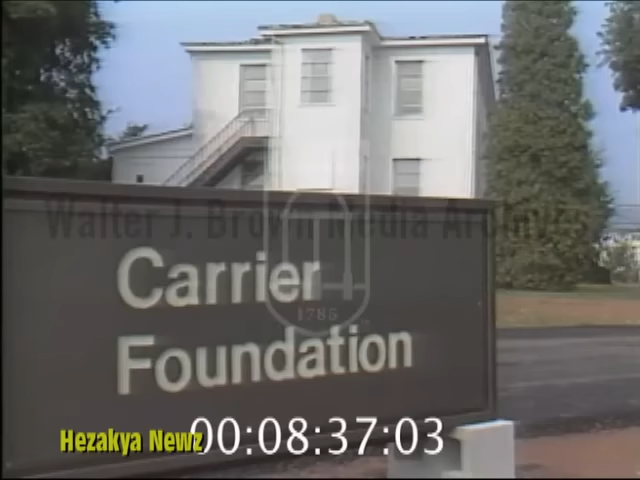 Walter J. Brown Media Archives
Carrier
1785
Foundation
Hezakya Newz
00:08:37:03